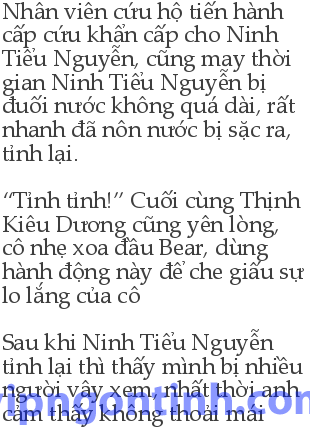 Nhân viên cứu hộ tiến hành
cấp cứu khẩn cấp cho Ninh
Tiểu Nguyễn, cũng may thời
gian Ninh Tiểu Nguyễn bị
đuối nước không quá dài, rất
nhanh đã nôn nước bị sặc ra,
tỉnh lại.
“Tỉnh tỉnh!” Cuối cùng Thịnh
Kiêu Dương cũng yên lòng,
cô nhẹ xoa đầu Bear, dùng
hành động này để che giấu sự
lo lắng của cô
Sau khi Ninh Tiểu Nguyễn
tỉnh lại thì thấy mình bị nhiều
người vây xem, nhất thời anh
cảm thấy không thoải mái
vipngontinh.com